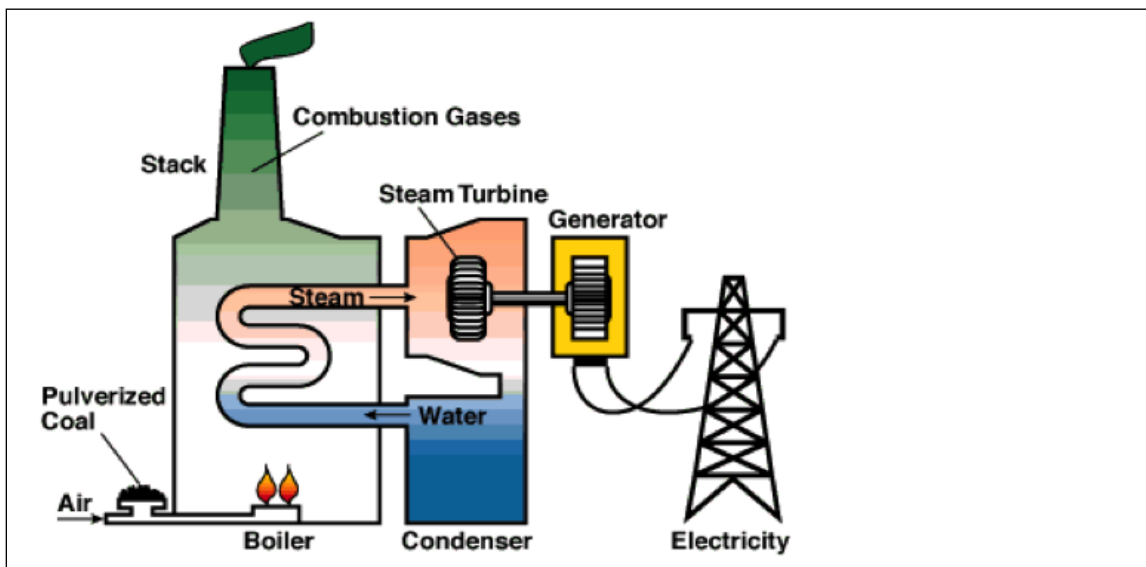 Combustion Gases
Stack
Steam Turbine
Generator
Steam
Pulverized
Coal
Water
Air
Boiler
Condenser
Electricity